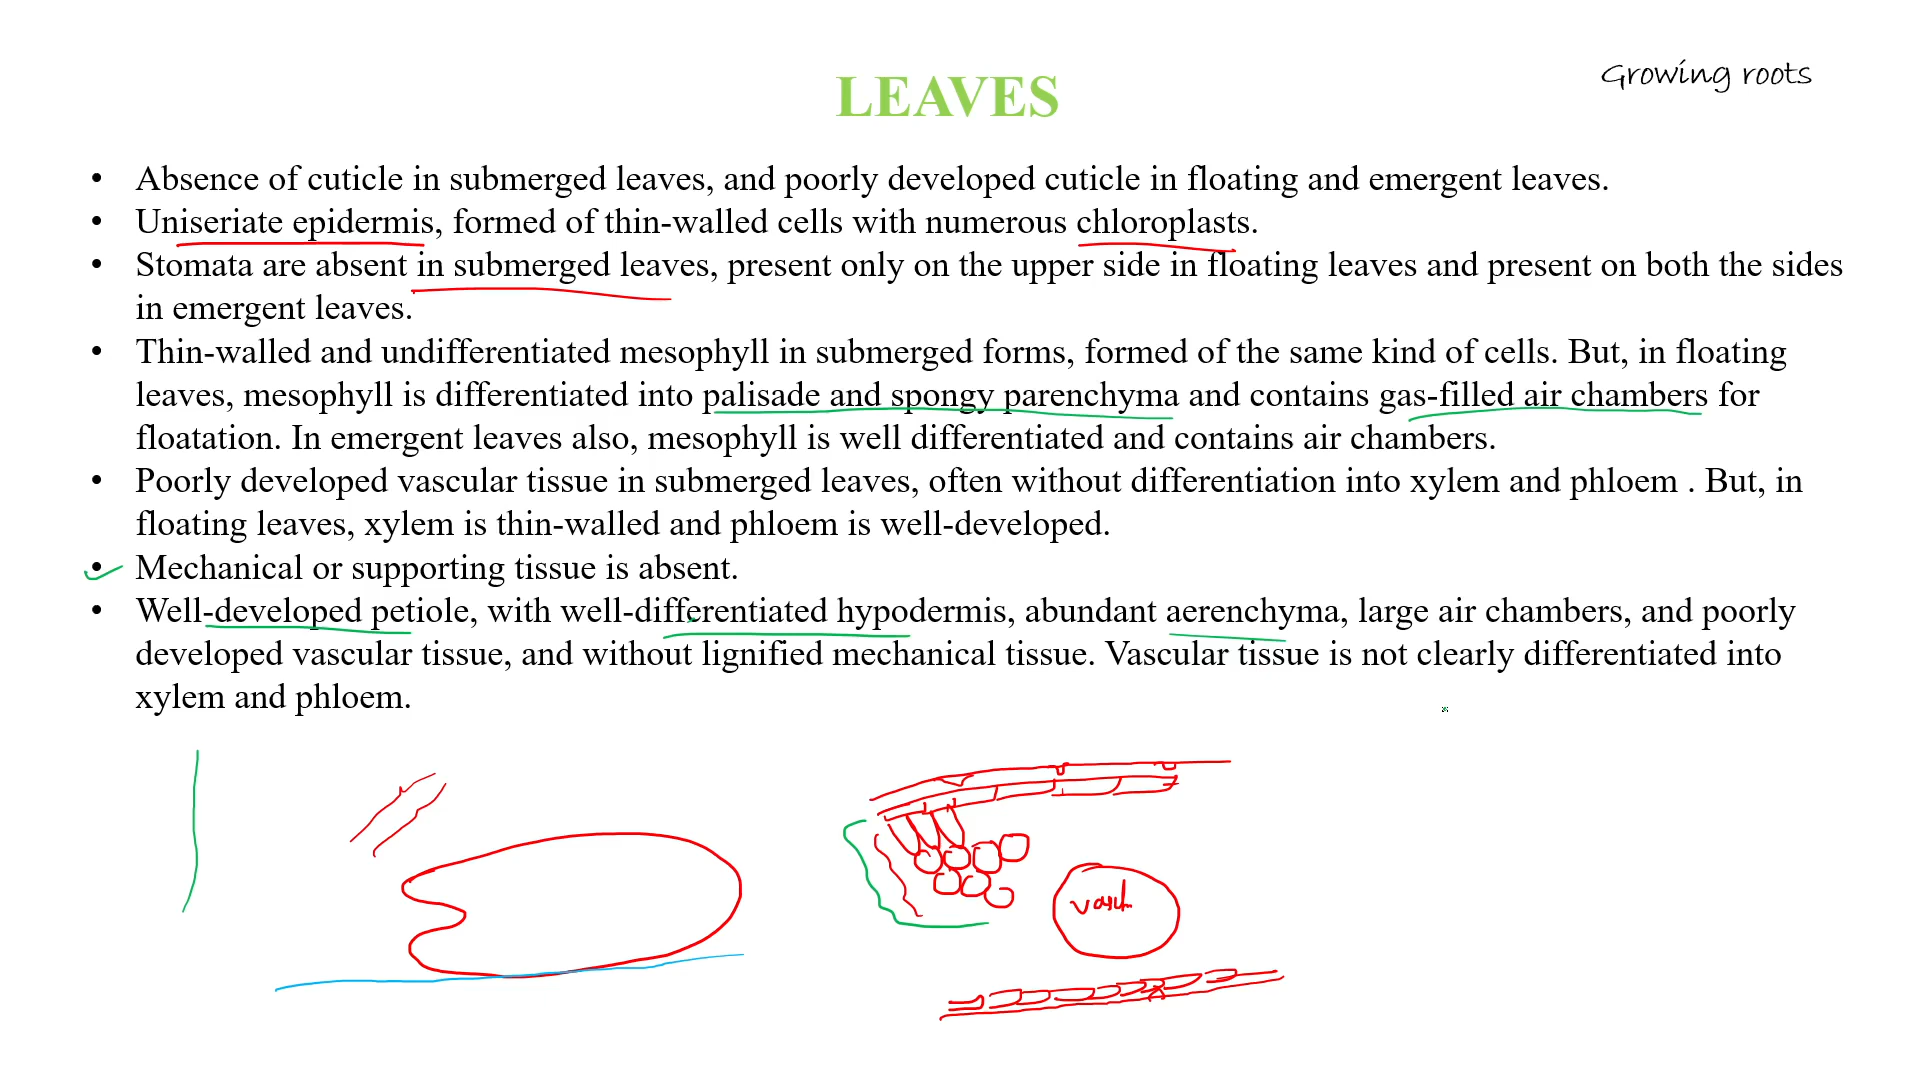 Growing roots
LEAVES
• Absence of cuticle in submerged leaves, and poorly developed cuticle in floating and emergent leaves.
• Uniseriate epidermis, formed of thin-walled cells with numerous chloroplasts.
• Stomata are absent in submerged leaves, present only on the upper side in floating leaves and present on both the sides
in emergent leaves.
• Thin-walled and undifferentiated mesophyll in submerged forms, formed of the same kind of cells. But, in floating
leaves, mesophyll is differentiated into palisade and spongy parenchyma and contains gas-filled air chambers for
floatation. In emergent leaves also, mesophyll is well differentiated and contains air chambers.
• Poorly developed vascular tissue in submerged leaves, often without differentiation into xylem and phloem . But, in
floating leaves, xylem is thin-walled and phloem is well-developed.
• Mechanical or supporting tissue is absent.
• Well-developed petiole, with well-differentiated hypodermis, abundant aerenchyma, large air chambers, and poorly
developed vascular tissue, and without lignified mechanical tissue. Vascular tissue is not clearly differentiated into
xylem and phloem.